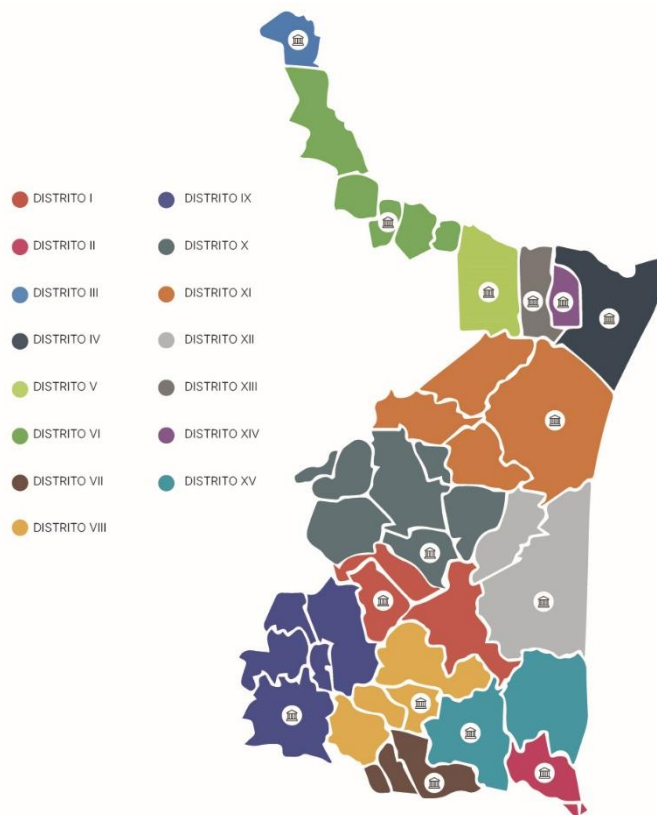 DISTRITO I
DISTRITO II
DISTRITO III
DISTRITO IV
DISTRITO V
DISTRITO VI
DISTRITO VII
DISTRITO VIII
DISTRITO IX
DISTRITO X
DISTRITO XI
DISTRITO XII
DISTRITO XIII
DISTRITO XIV
DISTRITO XV